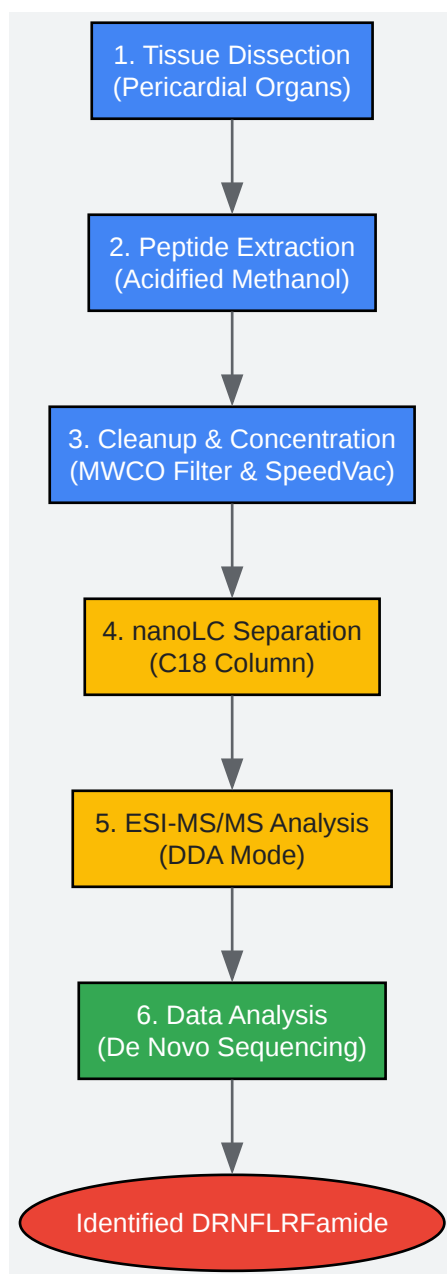 1. Tissue Dissection
(Pericardial Organs)
2. Peptide Extraction
(Acidified Methanol)
3. Cleanup & Concentration
(MWCO Filter & SpeedVac)
4. nanoLC Separation
(C18 Column)
5. ESI-MS/MS Analysis
(DDA Mode)
6. Data Analysis
(De Novo Sequencing)
Identified DRNFLRFamide